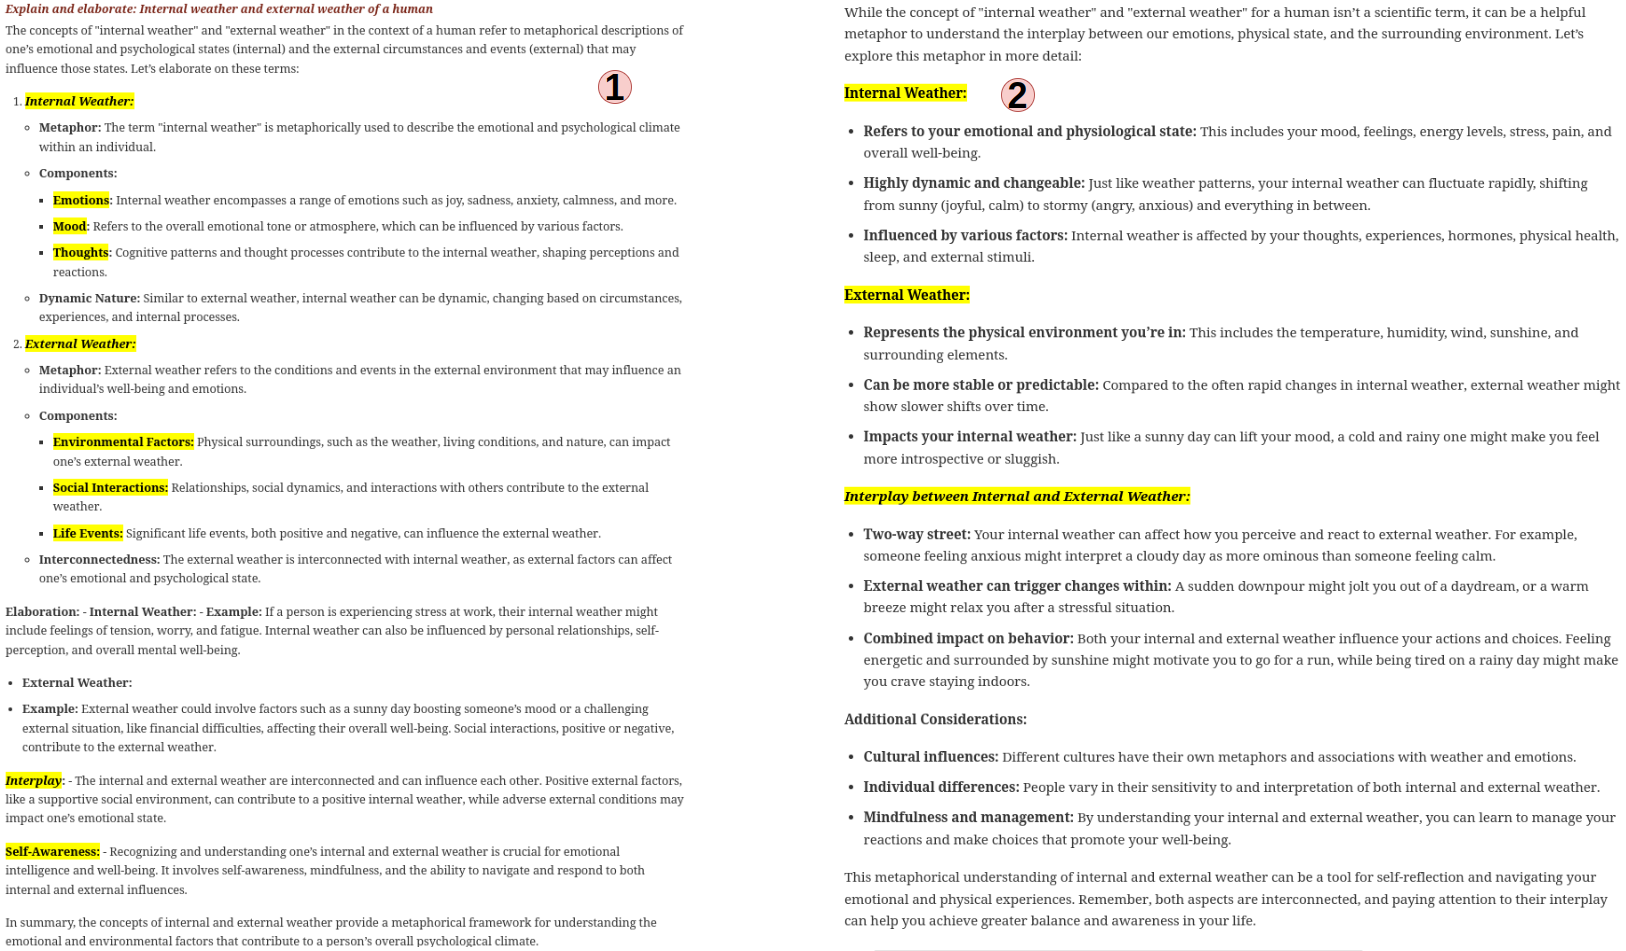 Explain and elaborate: Internal weather and external weather of a human
The concepts of "internal weather" and "external weather" in the context of a human refer to metaphorical descriptions of
one’s emotional and psychological states (internal) and the external circumstances and events (external) that may
influence those states. Let’s elaborate on these terms:
1
1. Internal Weather:
◦ Metaphor: The term "internal weather" is metaphorically used to describe the emotional and psychological climate
within an individual.
◦ Components:
▪ Emotions: Internal weather encompasses a range of emotions such as joy, sadness, anxiety, calmness, and more.
▪ Mood: Refers to the overall emotional tone or atmosphere, which can be influenced by various factors.
▪ Thoughts: Cognitive patterns and thought processes contribute to the internal weather, shaping perceptions and
reactions.
◦ Dynamic Nature: Similar to external weather, internal weather can be dynamic, changing based on circumstances,
experiences, and internal processes.
2. External Weather:
◦ Metaphor: External weather refers to the conditions and events in the external environment that may influence an
individual’s well-being and emotions.
◦ Components:
▪ Environmental Factors: Physical surroundings, such as the weather, living conditions, and nature, can impact
one’s external weather.
▪ Social Interactions: Relationships, social dynamics, and interactions with others contribute to the external
weather.
▪ Life Events: Significant life events, both positive and negative, can influence the external weather.
◦ Interconnectedness: The external weather is interconnected with internal weather, as external factors can affect
one’s emotional and psychological state.
Elaboration: - Internal Weather: - Example: If a person is experiencing stress at work, their internal weather might
include feelings of tension, worry, and fatigue. Internal weather can also be influenced by personal relationships, self-
perception, and overall mental well-being.
• External Weather:
• Example: External weather could involve factors such as a sunny day boosting someone’s mood or a challenging
external situation, like financial difficulties, affecting their overall well-being. Social interactions, positive or negative,
contribute to the external weather.
Interplay: - The internal and external weather are interconnected and can influence each other. Positive external factors,
like a supportive social environment, can contribute to a positive internal weather, while adverse external conditions may
impact one’s emotional state.
Self-Awareness: - Recognizing and understanding one’s internal and external weather is crucial for emotional
intelligence and well-being. It involves self-awareness, mindfulness, and the ability to navigate and respond to both
internal and external influences.
In summary, the concepts of internal and external weather provide a metaphorical framework for understanding the
emotional and environmental factors that contribute to a person’s overall psychological climate.
While the concept of "internal weather" and "external weather" for a human isn’t a scientific term, it can be a helpful
metaphor to understand the interplay between our emotions, physical state, and the surrounding environment. Let’s
explore this metaphor in more detail:
Internal Weather:
2
• Refers to your emotional and physiological state: This includes your mood, feelings, energy levels, stress, pain, and
overall well-being.
• Highly dynamic and changeable: Just like weather patterns, your internal weather can fluctuate rapidly, shifting
from sunny (joyful, calm) to stormy (angry, anxious) and everything in between.
• Influenced by various factors: Internal weather is affected by your thoughts, experiences, hormones, physical health,
sleep, and external stimuli.
External Weather:
• Represents the physical environment you’re in: This includes the temperature, humidity, wind, sunshine, and
surrounding elements.
• Can be more stable or predictable: Compared to the often rapid changes in internal weather, external weather might
show slower shifts over time.
• Impacts your internal weather: Just like a sunny day can lift your mood, a cold and rainy one might make you feel
more introspective or sluggish.
Interplay between Internal and External Weather:
• Two-way street: Your internal weather can affect how you perceive and react to external weather. For example,
someone feeling anxious might interpret a cloudy day as more ominous than someone feeling calm.
• External weather can trigger changes within: A sudden downpour might jolt you out of a daydream, or a warm
breeze might relax you after a stressful situation.
• Combined impact on behavior: Both your internal and external weather influence your actions and choices. Feeling
energetic and surrounded by sunshine might motivate you to go for a run, while being tired on a rainy day might make
you crave staying indoors.
Additional Considerations:
• Cultural influences: Different cultures have their own metaphors and associations with weather and emotions.
• Individual differences: People vary in their sensitivity to and interpretation of both internal and external weather.
• Mindfulness and management: By understanding your internal and external weather, you can learn to manage your
reactions and make choices that promote your well-being.
This metaphorical understanding of internal and external weather can be a tool for self-reflection and navigating your
emotional and physical experiences. Remember, both aspects are interconnected, and paying attention to their interplay
can help you achieve greater balance and awareness in your life.